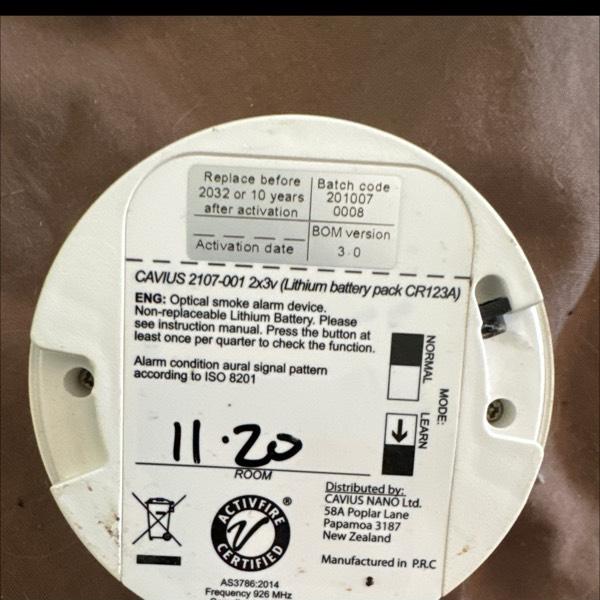 Replace before
2032 or 10 years
after activation
Batch code
201007
0008
Activation date
BOM version
3.0
CAVIUS 2107-001 2x3v (Lithium battery pack CR123A)
ENG: Optical smoke alarm device.
Non-replaceable Lithium Battery. Please
see instruction manual. Press the button at
least once per quarter to check the function.
Alarm condition aural signal pattern
according to ISO 8201
NORMAL
MODE:
LEARN
11.20
ROOM
ACTIVFIRE
CERTIFIED
®
Distributed by:
CAVIUS NANO Ltd.
58A Poplar Lane
Papamoa 3187
New Zealand
Manufactured in P.R.C
AS3786:2014
Frequency 926 MHz